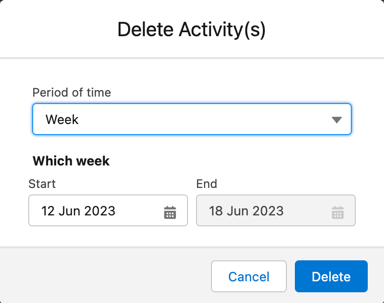 Delete Activity(s)
Period of time
Week
Which week
Start End
12 Jun 2023 18 Jun 2023
Cancel Delete